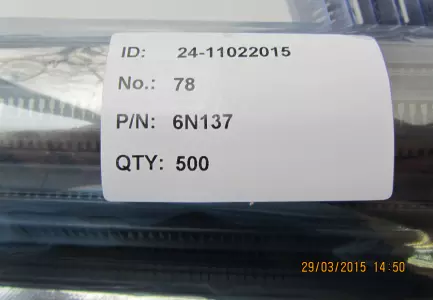 ID: 24-11022015
No.: 78
P/N: 6N137
QTY: 500
29/03/2015 14:50